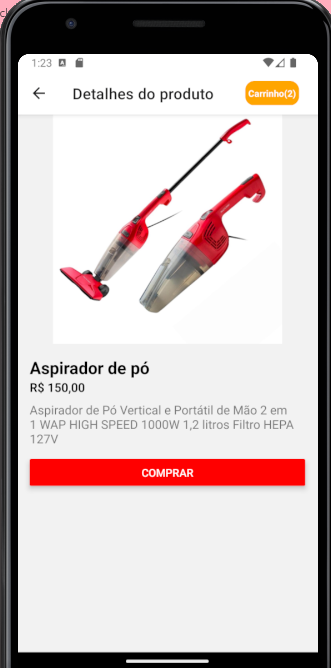 1:23
Detalhes do produto
Carrinho(2)
Aspirador de pó
R$ 150,00
Aspirador de Pó Vertical e Portátil de Mão 2 em
1 WAP HIGH SPEED 1000W 1,2 litros Filtro HEPA
127V
COMPRAR